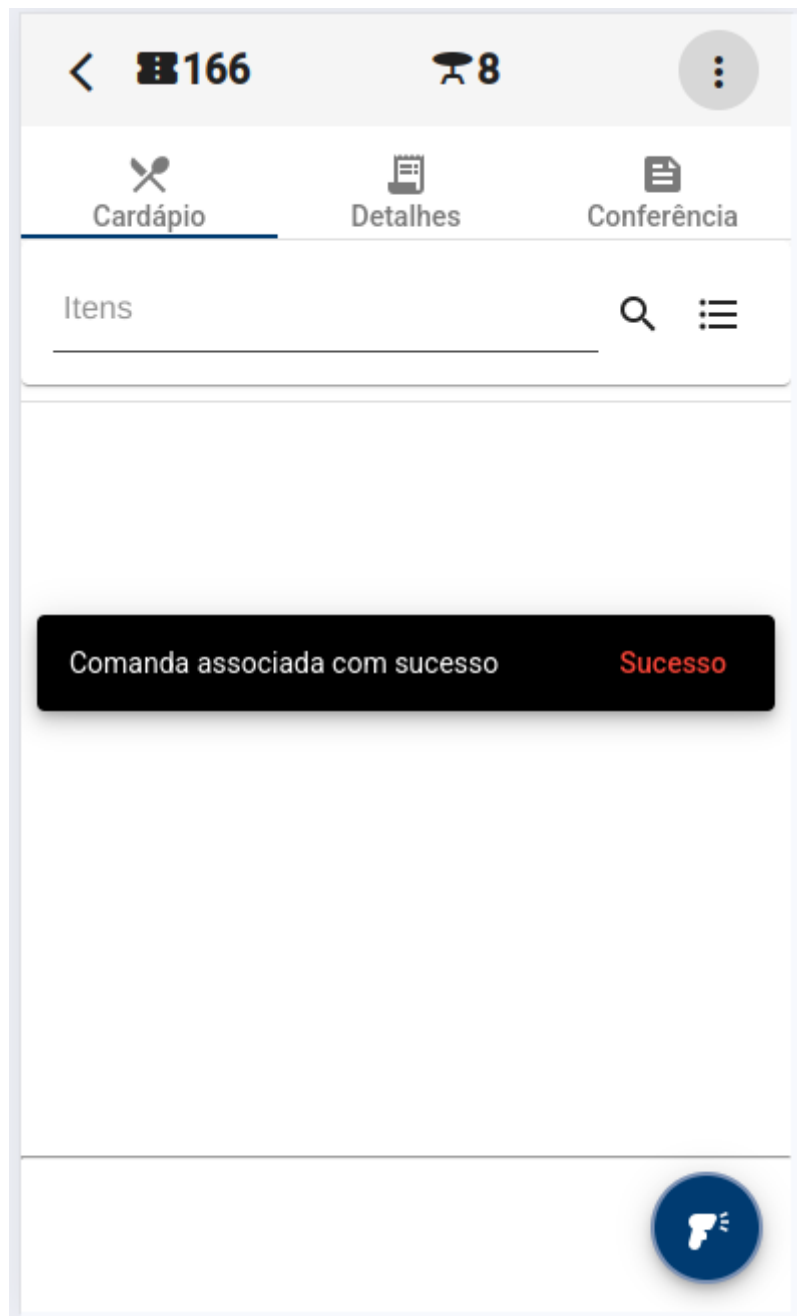 166 8
Cardápio Detalhes Conferência
Itens
Comanda associada com sucesso Sucesso